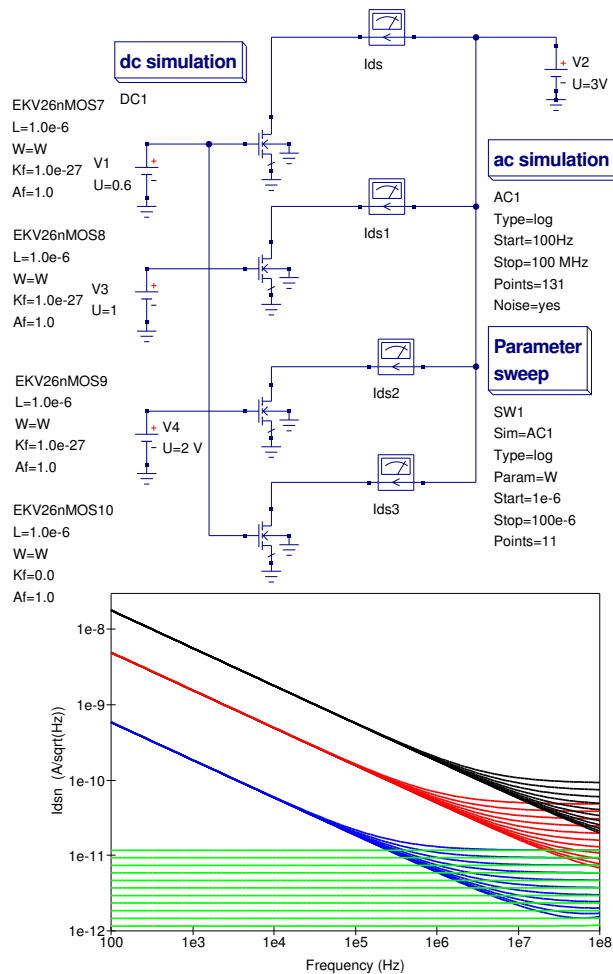 dc simulation
DC1
Ids
V2
U=3V
EKV26nMOS7
L=1.0e-6
W=W
Kf=1.0e-27
Af=1.0
V1
U=0.6
ac simulation
AC1
Type=log
Start=100Hz
Stop=100 MHz
Points=131
Noise=yes
Ids1
EKV26nMOS8
L=1.0e-6
W=W
Kf=1.0e-27
Af=1.0
V3
U=1
Parameter
sweep
SW1
Sim=AC1
Type=log
Param=W
Start=1e-6
Stop=100e-6
Points=11
Ids2
EKV26nMOS9
L=1.0e-6
W=W
Kf=1.0e-27
Af=1.0
V4
U=2 V
Ids3
EKV26nMOS10
L=1.0e-6
W=W
Kf=0.0
Af=1.0
Idsn (A/sqrt(Hz))
1e-8
1e-9
1e-10
1e-11
1e-12
100
1e3
1e4
1e5
1e6
1e7
1e8
Frequency (Hz)